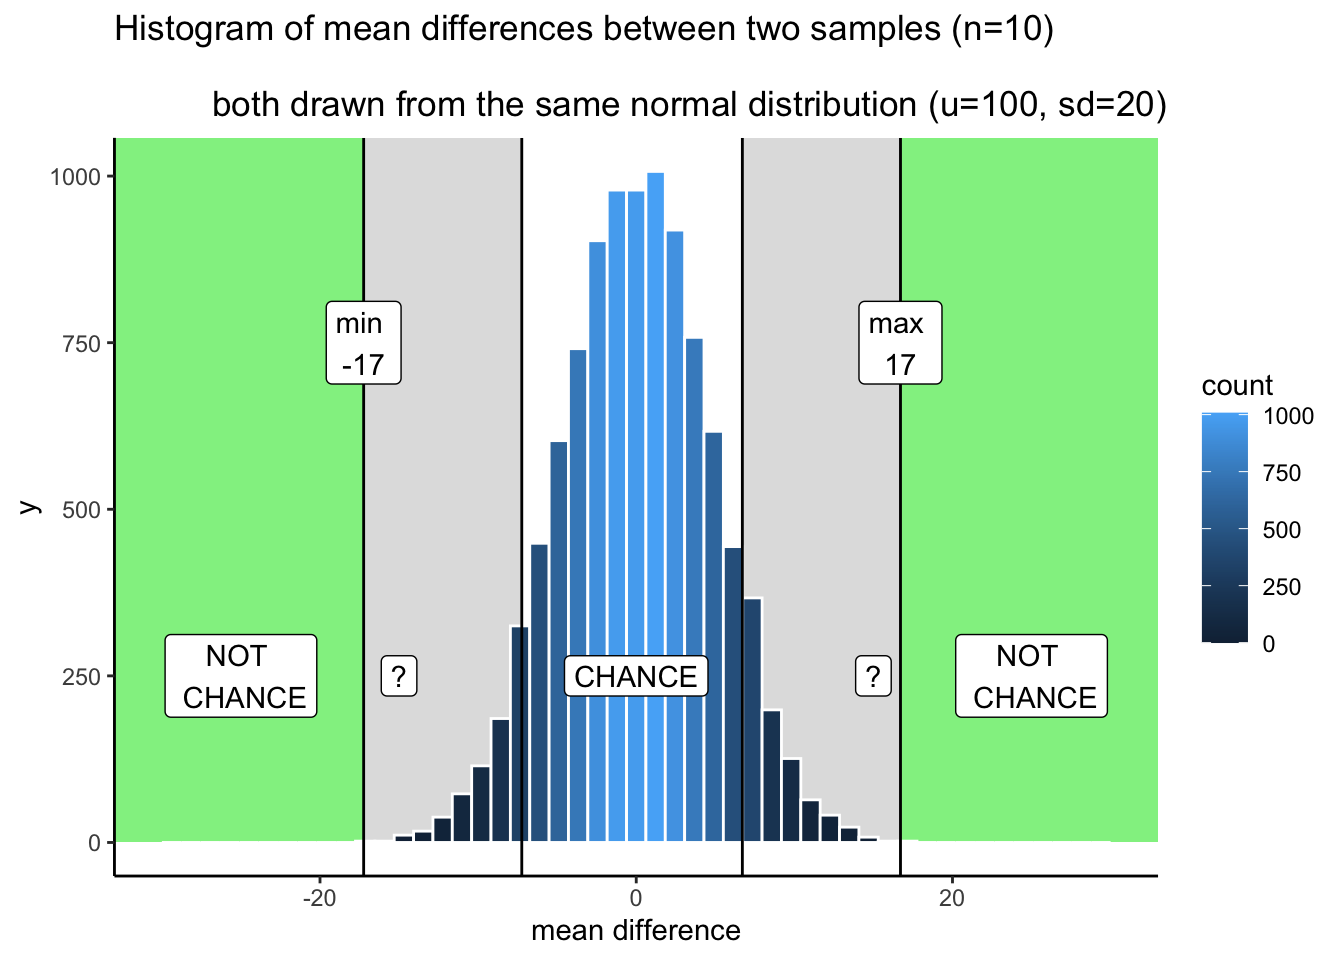 Histogram of mean differences between two samples (n=10)
both drawn from the same normal distribution (u=100, sd=20)
1000
750
500
250
0
y
min
-17
max
17
NOT
CHANCE
?
CHANCE
?
NOT
CHANCE
-20
0
20
mean difference
count
1000
750
500
250
0